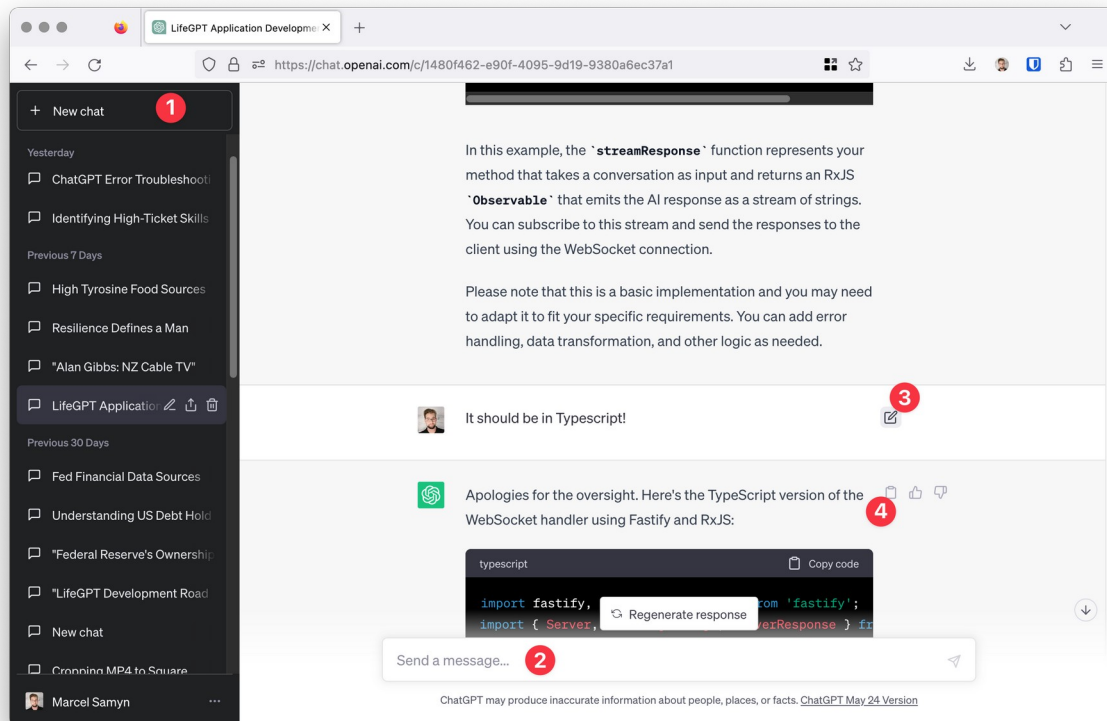 LifeGPT Application Developme
https://chat.openai.com/c/1480f462-e90f-4095-9d19-9380a6ec37a1
+ New chat
1
Yesterday
ChatGPT Error Troubleshooti
Identifying High-Ticket Skills
Previous 7 Days
High Tyrosine Food Sources
Resilience Defines a Man
"Alan Gibbs: NZ Cable TV"
LifeGPT Application
Previous 30 Days
Fed Financial Data Sources
Understanding US Debt Hold
"Federal Reserve's Ownership
"LifeGPT Development Road
New chat
Cropping MP4 to Square
Marcel Samyn
In this example, the `streamResponse` function represents your
method that takes a conversation as input and returns an RxJS
`Observable` that emits the AI response as a stream of strings.
You can subscribe to this stream and send the responses to the
client using the WebSocket connection.
Please note that this is a basic implementation and you may need
to adapt it to fit your specific requirements. You can add error
handling, data transformation, and other logic as needed.
It should be in Typescript!
3
Apologies for the oversight. Here's the TypeScript version of the
WebSocket handler using Fastify and RxJS:
4
typescript
Copy code
import fastify, from 'fastify';
import { Server, verResponse } fr
Regenerate response
Send a message...
2
ChatGPT may produce inaccurate information about people, places, or facts. ChatGPT May 24 Version